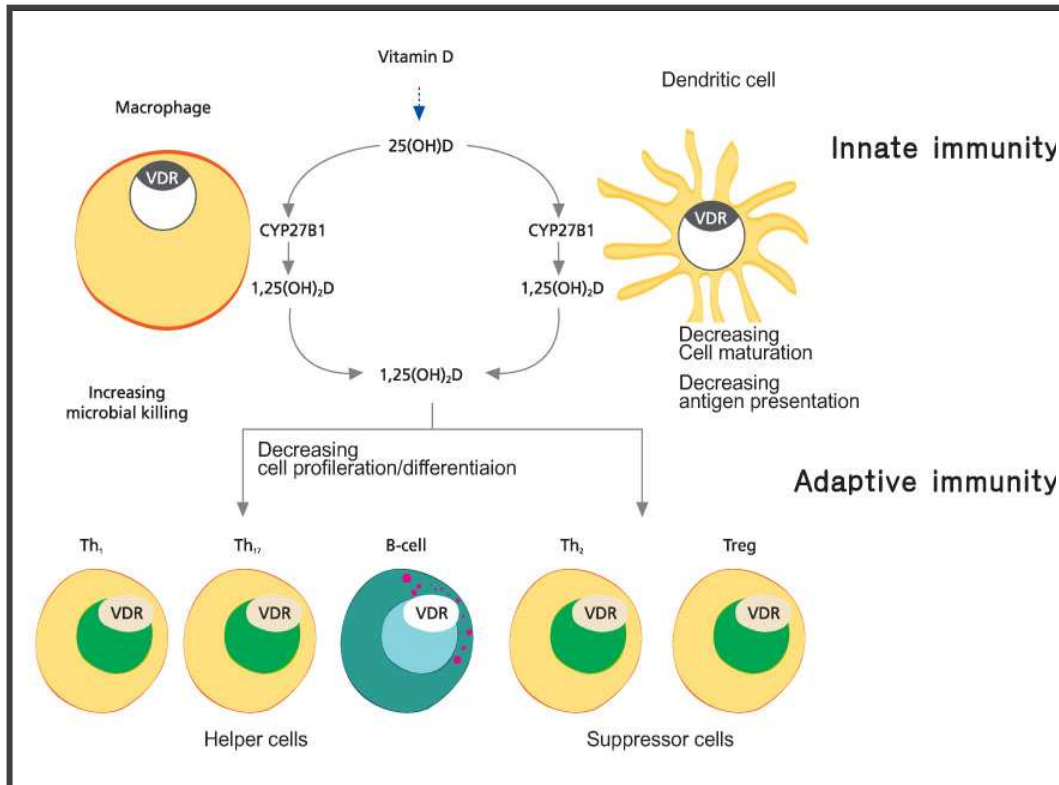 Vitamin D
Dendritic cell
Macrophage
Innate immunity
25(OH)D
VDR
VDR
CYP27B1
CYP27B1
1,25(OH)₂D
1,25(OH)₂D
Decreasing
Cell maturation
Decreasing
antigen presentation
1,25(OH)₂D
Increasing
microbial killing
Decreasing
cell profileration/differentiaion
Adaptive immunity
Th₁
Th₁₇
B-cell
Th₂
Treg
VDR
VDR
VDR
VDR
VDR
Helper cells
Suppressor cells